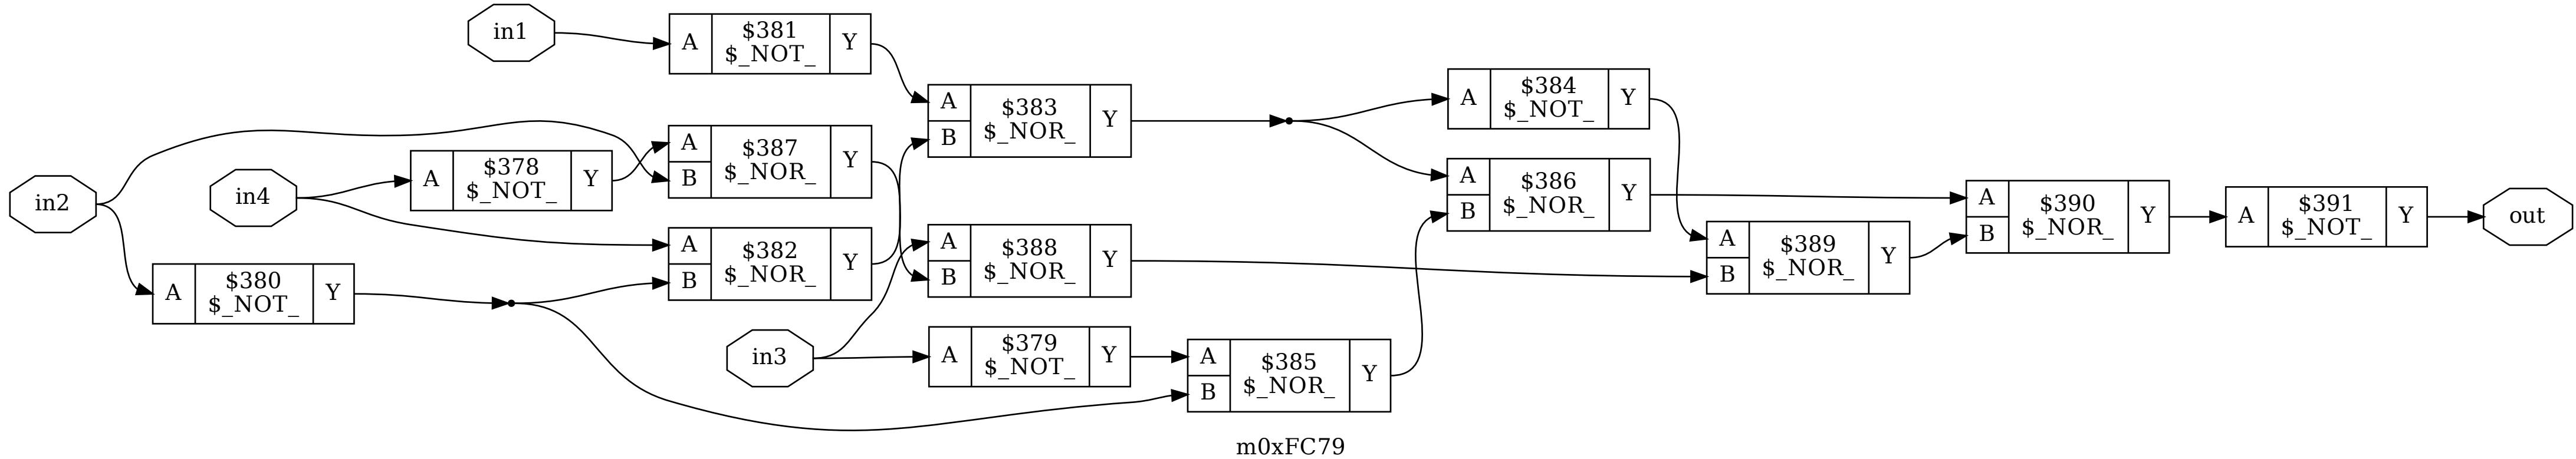 in1
A
$381
$_NOT_
Y
A
B
$383
$_NOR_
Y
A
$384
$_NOT_
Y
in2
in4
A
$378
$_NOT_
Y
A
B
$387
$_NOR_
Y
A
B
$386
$_NOR_
Y
A
B
$382
$_NOR_
Y
A
B
$388
$_NOR_
Y
A
B
$389
$_NOR_
Y
A
B
$390
$_NOR_
Y
A
$391
$_NOT_
Y
out
A
$380
$_NOT_
Y
in3
A
$379
$_NOT_
Y
A
B
$385
$_NOR_
Y
m0xFC79